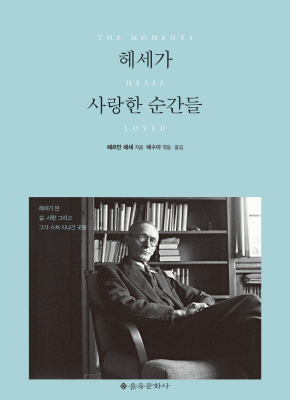 THE MOMENTS
헤세가
HESSE
사랑한 순간들
LOVED
헤르만 헤세 지음 배수아 엮음·옮김
헤세가 본
삶, 사랑 그리고
그가 스쳐 지나간 곳들
을유문화사